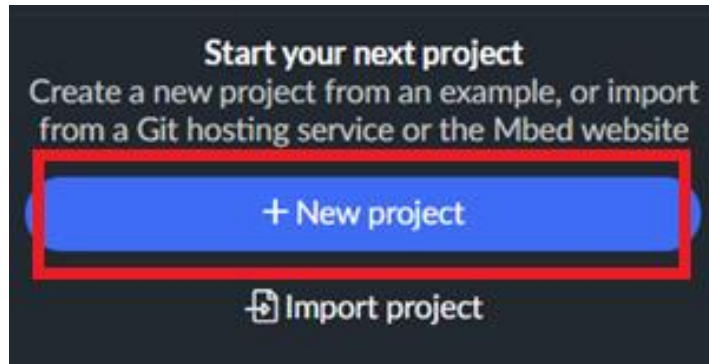 Start your next project
Create a new project from an example, or import
from a Git hosting service or the Mbed website
+ New project
Import project